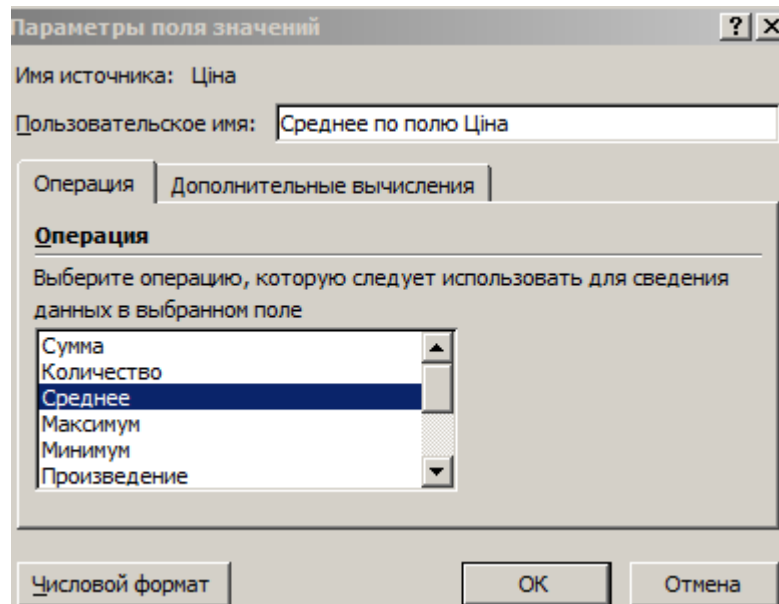 Параметры поля значений
Имя источника: Ціна
Пользовательское имя: Среднее по полю Ціна
Операция Дополнительные вычисления
Операция
Выберите операцию, которую следует использовать для сведения
данных в выбранном поле
Сумма
Количество
Среднее
Максимум
Минимум
Произведение
Числовой формат ОК Отмена